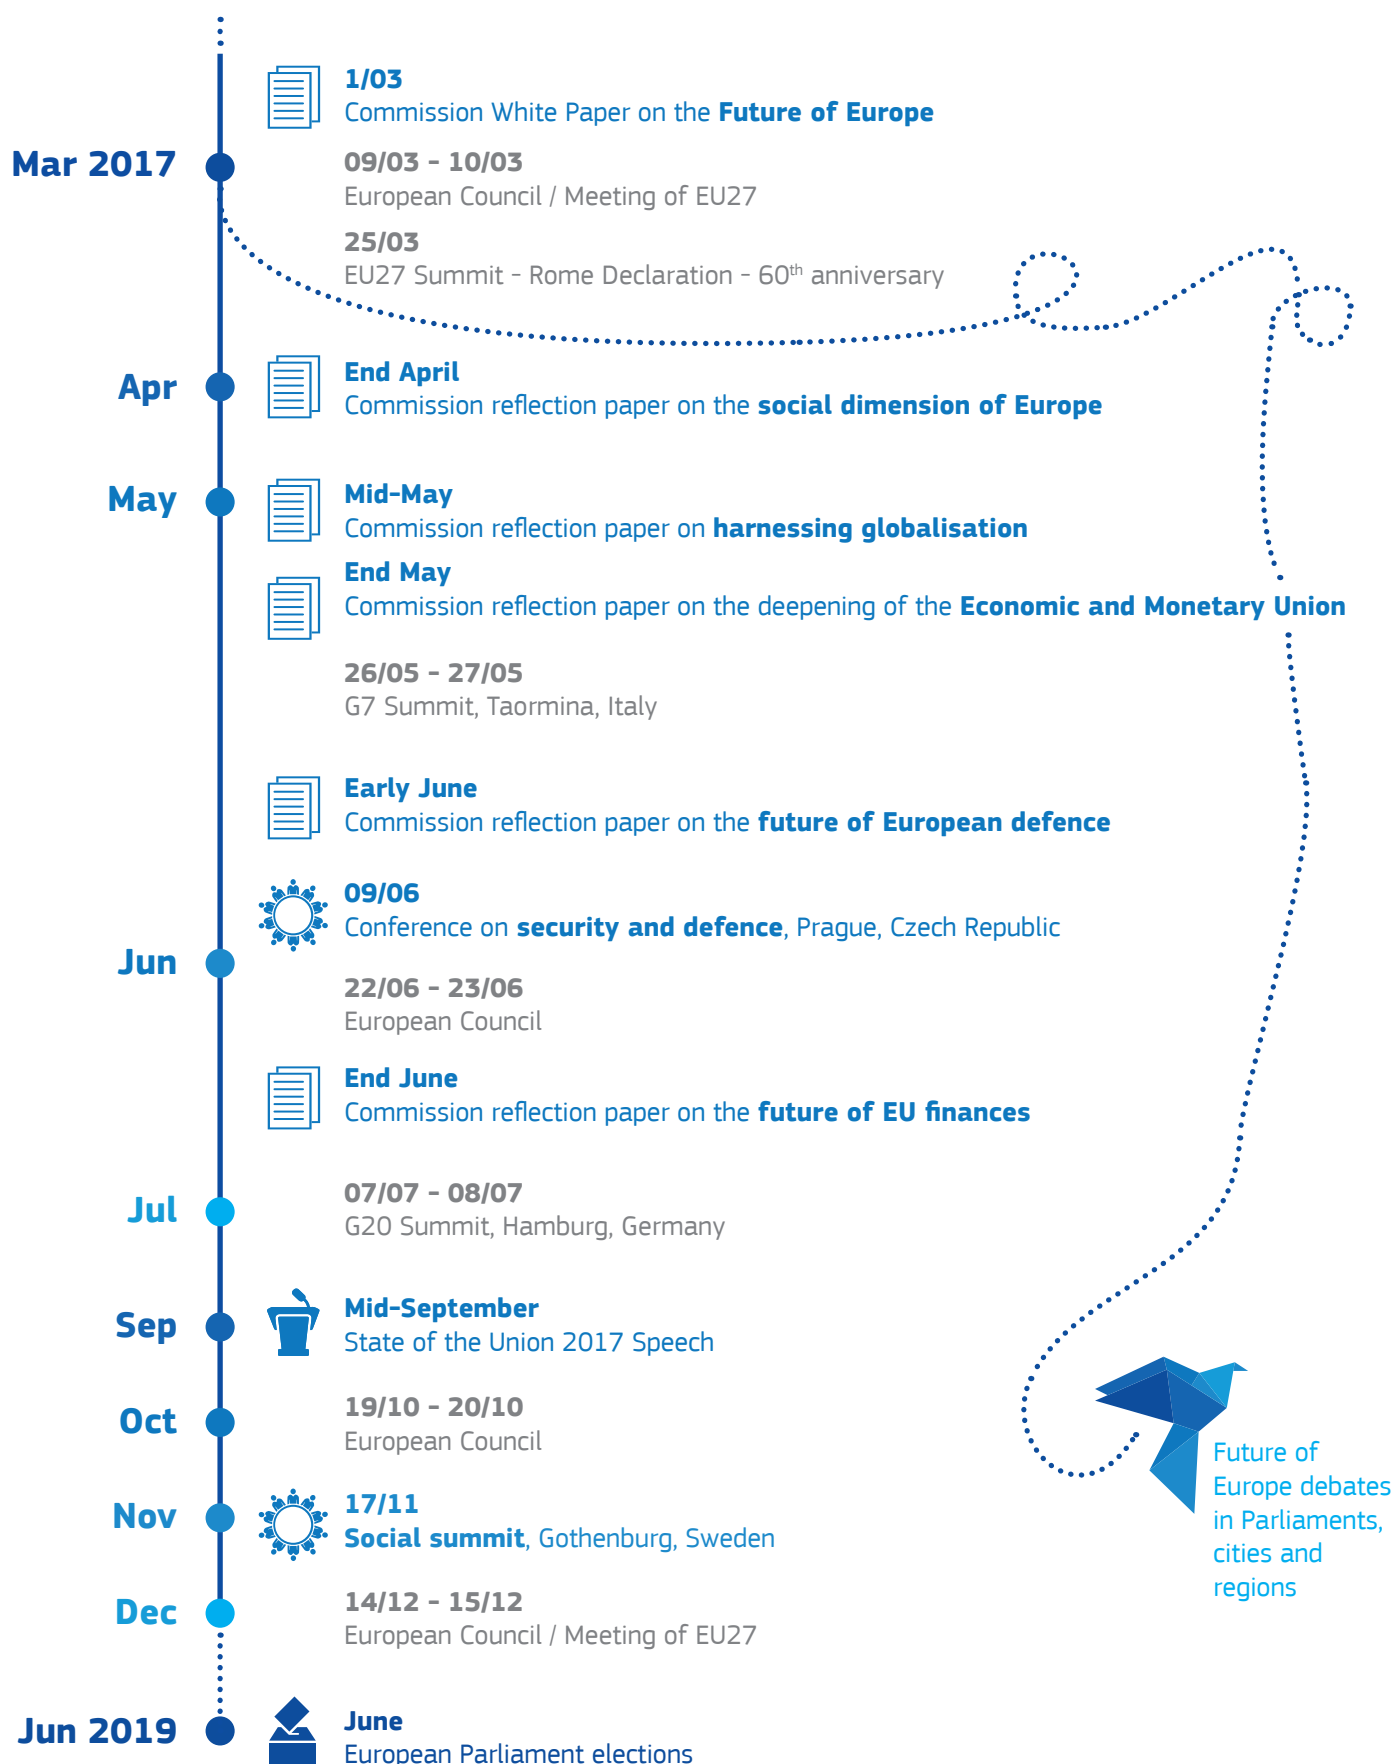 1/03
Commission White Paper on the Future of Europe
Mar 2017
09/03 - 10/03
European Council / Meeting of EU27
25/03
EU27 Summit - Rome Declaration - 60th anniversary
Apr
End April
Commission reflection paper on the social dimension of Europe
May
Mid-May
Commission reflection paper on harnessing globalisation
End May
Commission reflection paper on the deepening of the Economic and Monetary Union
26/05 - 27/05
G7 Summit, Taormina, Italy
Early June
Commission reflection paper on the future of European defence
09/06
Conference on security and defence, Prague, Czech Republic
Jun
22/06 - 23/06
European Council
End June
Commission reflection paper on the future of EU finances
Jul
07/07 - 08/07
G20 Summit, Hamburg, Germany
Sep
Mid-September
State of the Union 2017 Speech
Oct
19/10 - 20/10
European Council
Nov
17/11
Social summit, Gothenburg, Sweden
Dec
14/12 - 15/12
European Council / Meeting of EU27
Jun 2019
June
European Parliament elections
Future of
Europe debates
in Parliaments,
cities and
regions